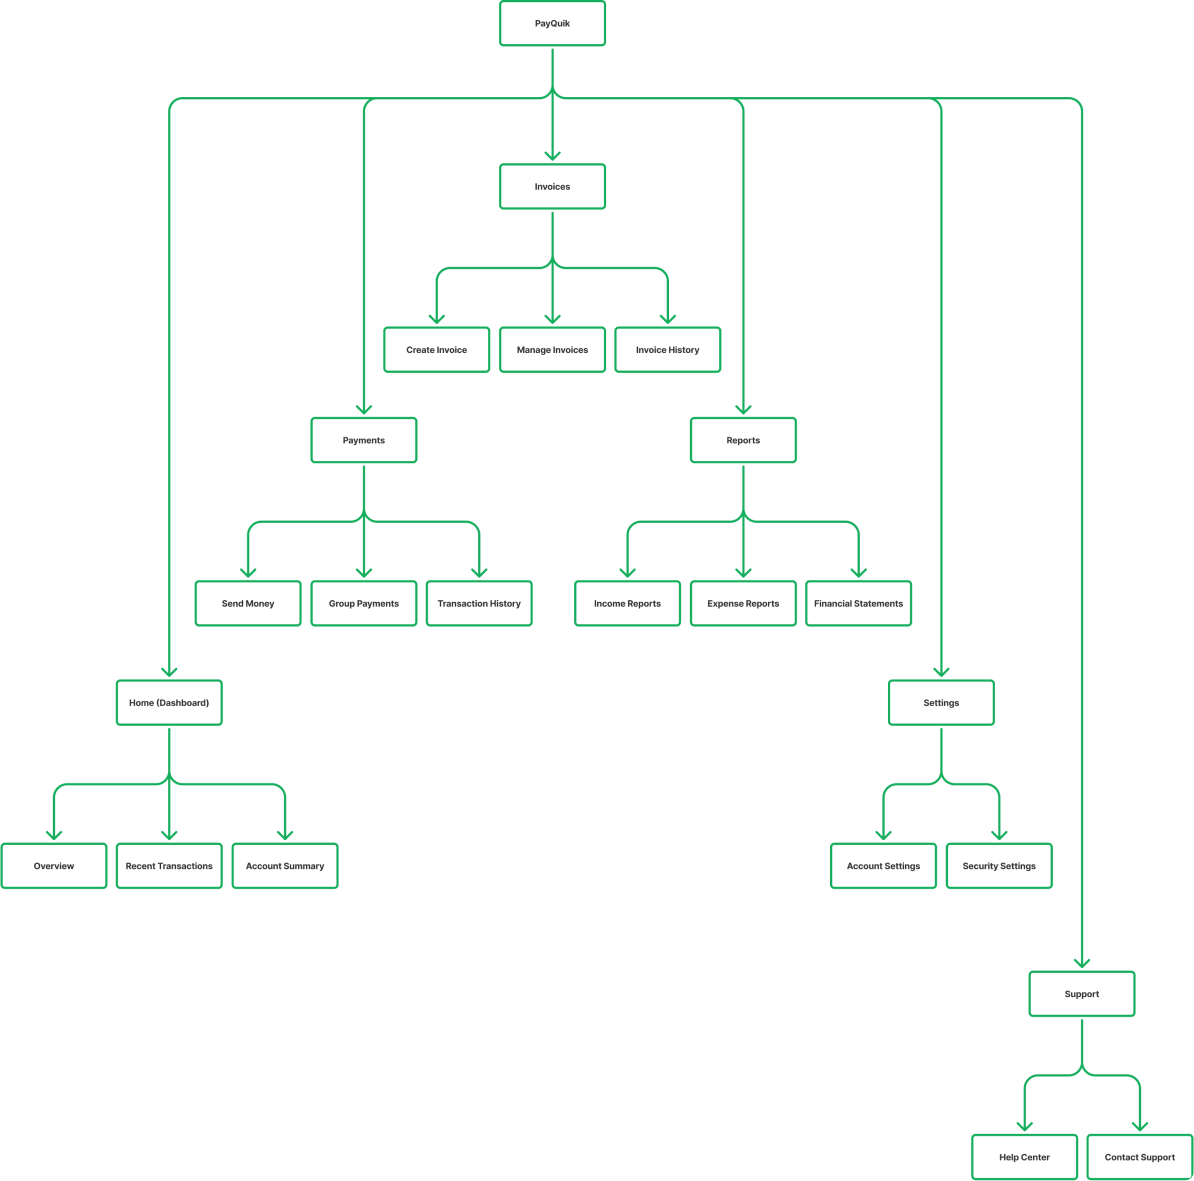 PayQuik
Invoices
Create Invoice
Manage Invoices
Invoice History
Payments
Reports
Send Money
Group Payments
Transaction History
Income Reports
Expense Reports
Financial Statements
Home (Dashboard)
Settings
Overview
Recent Transactions
Account Summary
Account Settings
Security Settings
Support
Help Center
Contact Support